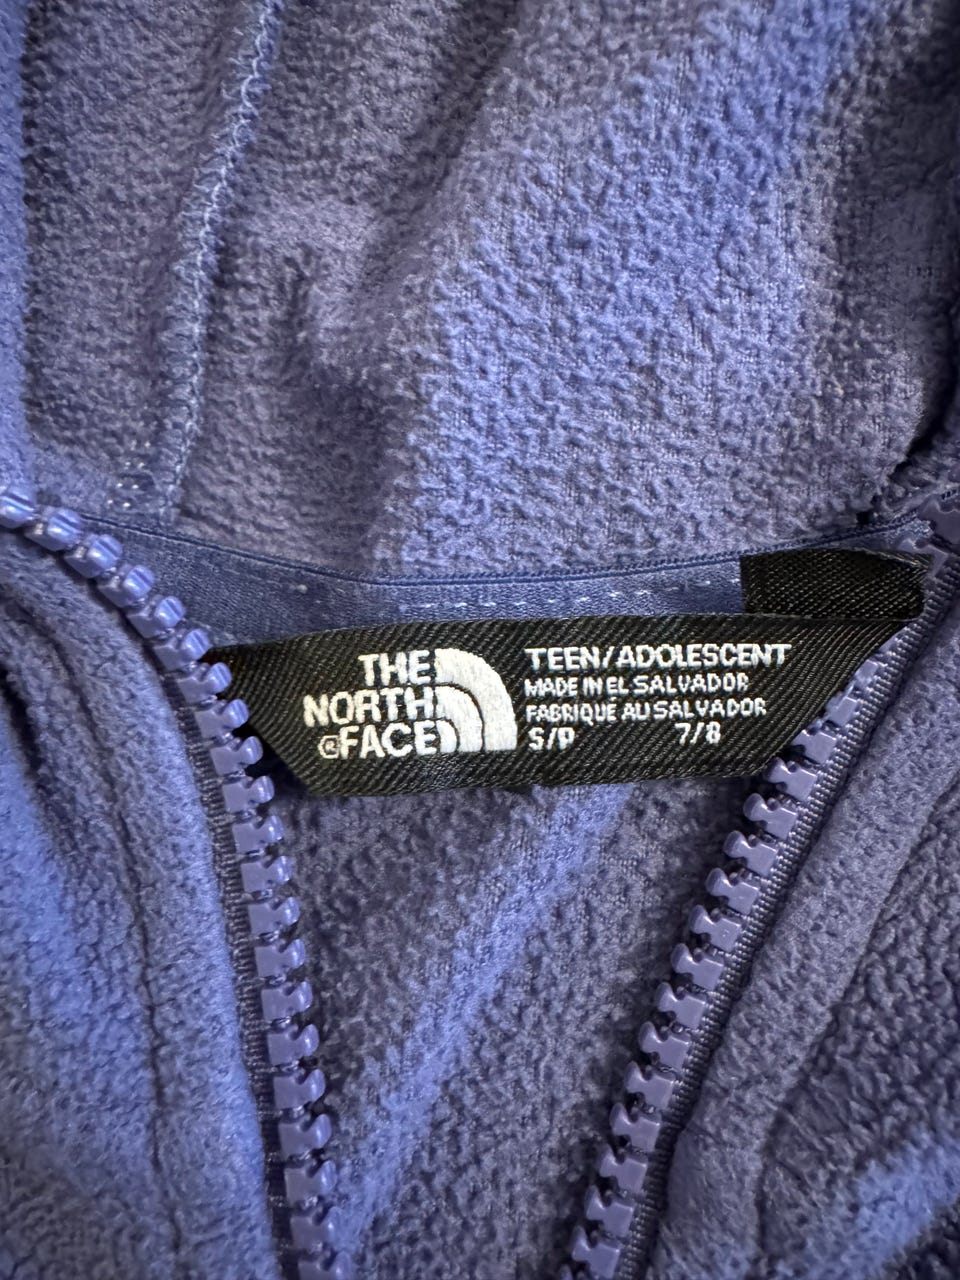 THE
NORTH
®FACE
TEEN/ADOLESCENT
MADE IN EL SALVADOR
FABRIQUE AU SALVADOR
S/P 7/8